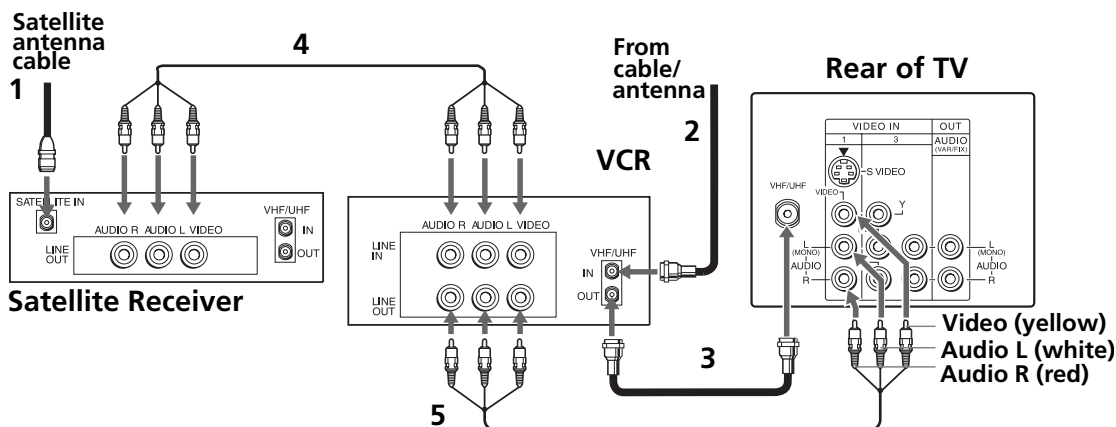 Satellite
antenna
cable
1
4
From
cable/
antenna
2
Rear of TV
VCR
SATELLITE IN
AUDIO R AUDIO L VIDEO
LINE
OUT
VHF/UHF
IN
OUT
Satellite Receiver
AUDIO R AUDIO L VIDEO
LINE
IN
LINE
OUT
VHF/UHF
IN
OUT
VIDEO IN
1 3
OUT
AUDIO
(VAR/FIX)
S VIDEO
VHF/UHF
VIDEO
Y
L
(MONO)
AUDIO
R
L
(MONO)
AUDIO
R
3
5
Video (yellow)
Audio L (white)
Audio R (red)